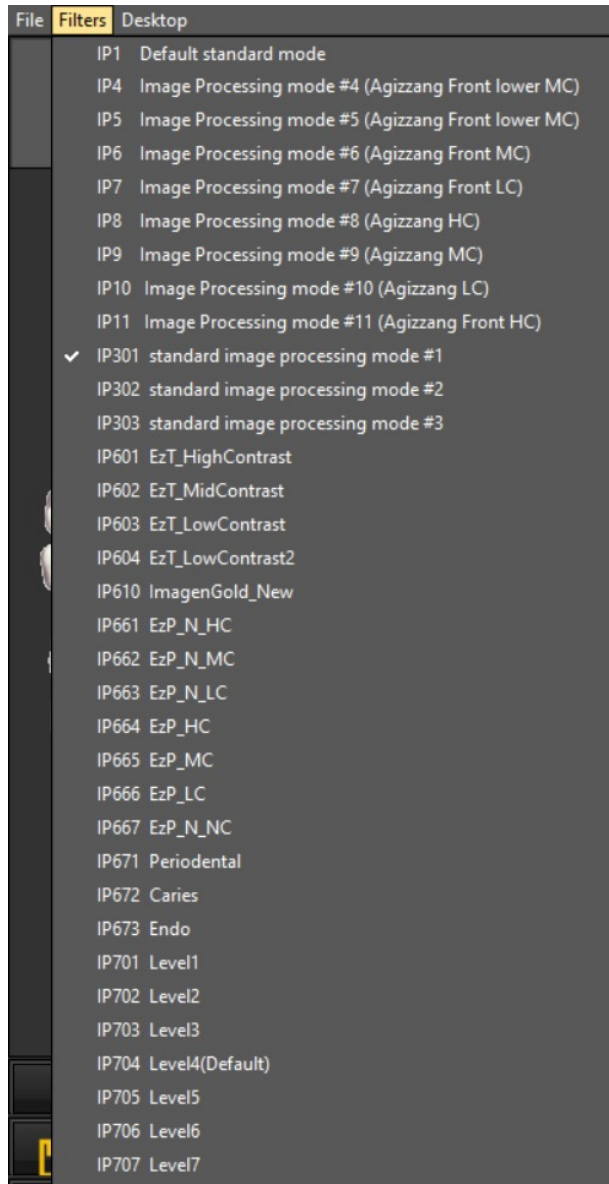 File Filters Desktop
IP1 Default standard mode
IP4 Image Processing mode #4 (Agizzang Front lower MC)
IP5 Image Processing mode #5 (Agizzang Front lower MC)
IP6 Image Processing mode #6 (Agizzang Front MC)
IP7 Image Processing mode #7 (Agizzang Front LC)
IP8 Image Processing mode #8 (Agizzang HC)
IP9 Image Processing mode #9 (Agizzang MC)
IP10 Image Processing mode #10 (Agizzang LC)
IP11 Image Processing mode #11 (Agizzang Front HC)
IP301 standard image processing mode #1
IP302 standard image processing mode #2
IP303 standard image processing mode #3
IP601 EzT_HighContrast
IP602 EzT_MidContrast
IP603 EzT_LowContrast
IP604 EzT_LowContrast2
IP610 ImagenGold_New
IP661 EzP_N_HC
IP662 EzP_N_MC
IP663 EzP_N_LC
IP664 EzP_HC
IP665 EzP_MC
IP666 EzP_LC
IP667 EzP_N_NC
IP671 Periodental
IP672 Caries
IP673 Endo
IP701 Level1
IP702 Level2
IP703 Level3
IP704 Level4(Default)
IP705 Level5
IP706 Level6
IP707 Level7